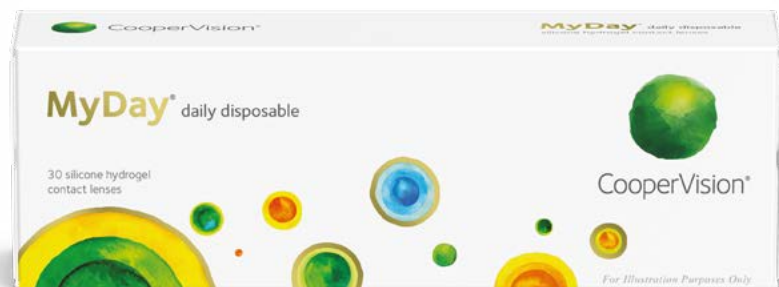 CooperVision®
MyDay® daily disposable
silicone hydrogel contact lenses
MyDay® daily disposable
30 silicone hydrogel
contact lenses
CooperVision®
For Illustration Purposes Only